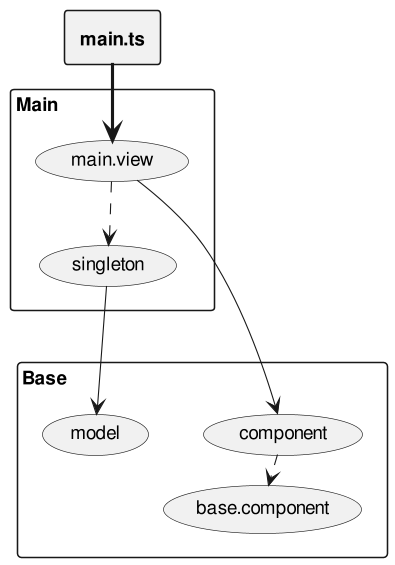 main.ts
Main
main.view
singleton
Base
model
component
base.component